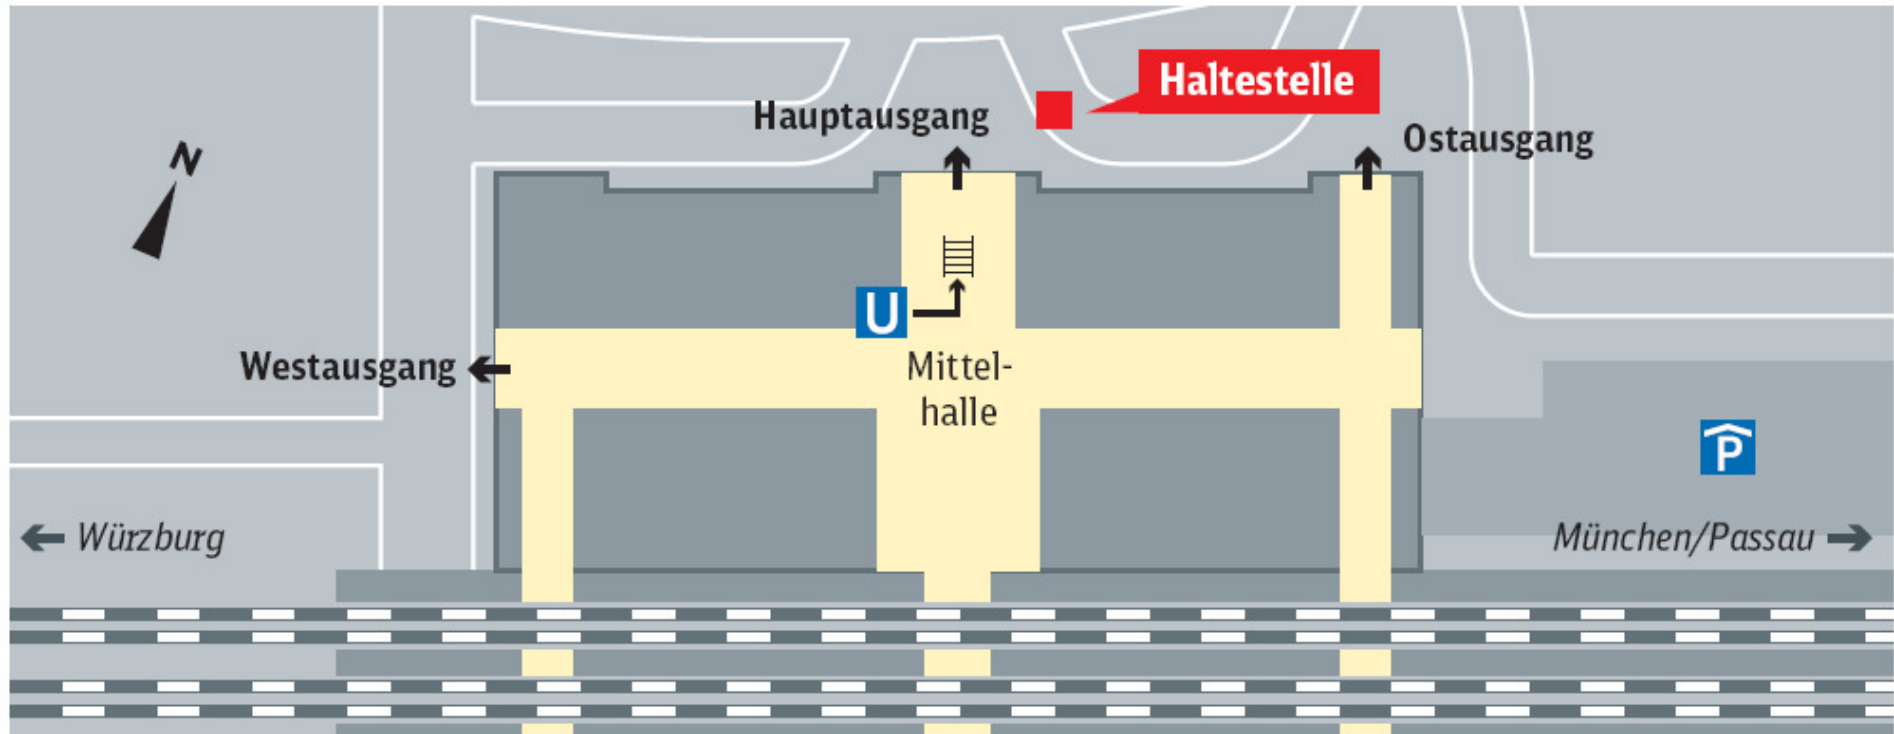 Haltestelle
Hauptausgang
Ostausgang
N
U
Westausgang
Mittel-
halle
P
Würzburg
München/Passau